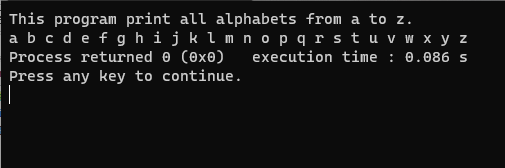 This program print all alphabets from a to z.
a b c d e f g h i j k l m n o p q r s t u v w x y z
Process returned 0 (0x0)   execution time : 0.086 s
Press any key to continue.